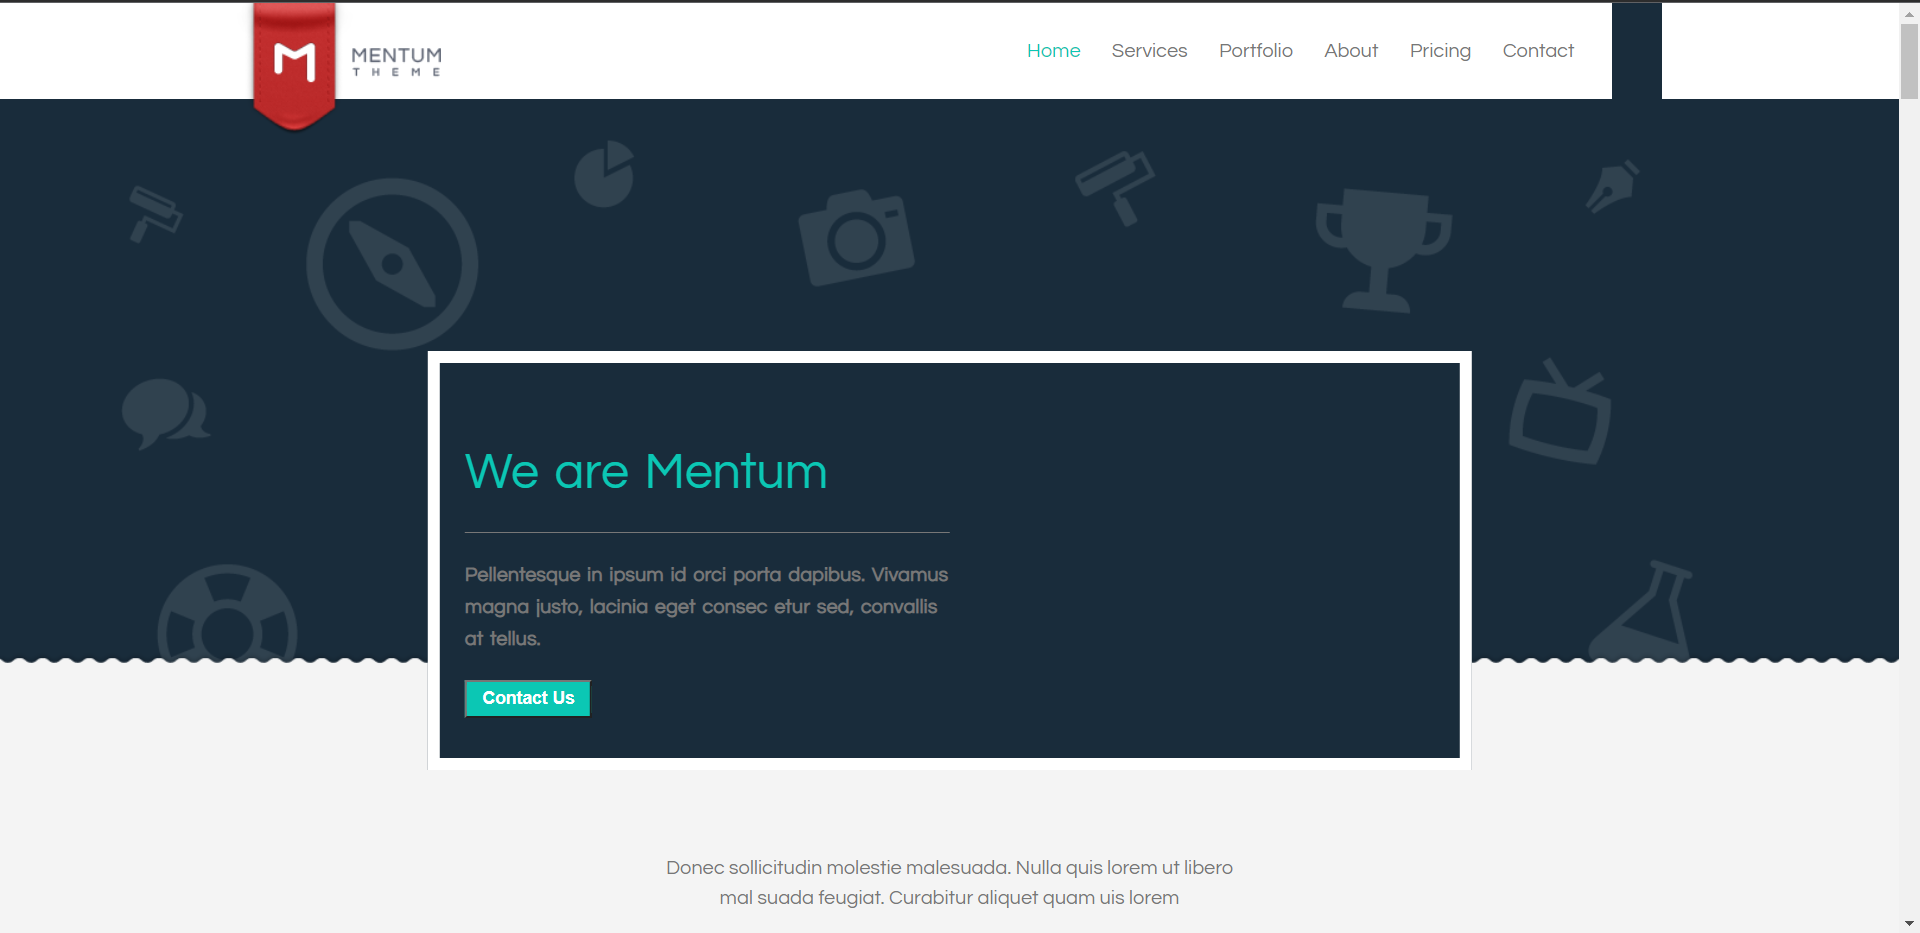 M
MENTUM
THEME
Home Services Portfolio About Pricing Contact
We are Mentum
Pellentesque in ipsum id orci porta dapibus. Vivamus
magna justo, lacinia eget consec etur sed, convallis
at tellus.
Contact Us
Donec sollicitudin molestie malesuada. Nulla quis lorem ut libero
mal suada feugiat. Curabitur aliquet quam uis lorem